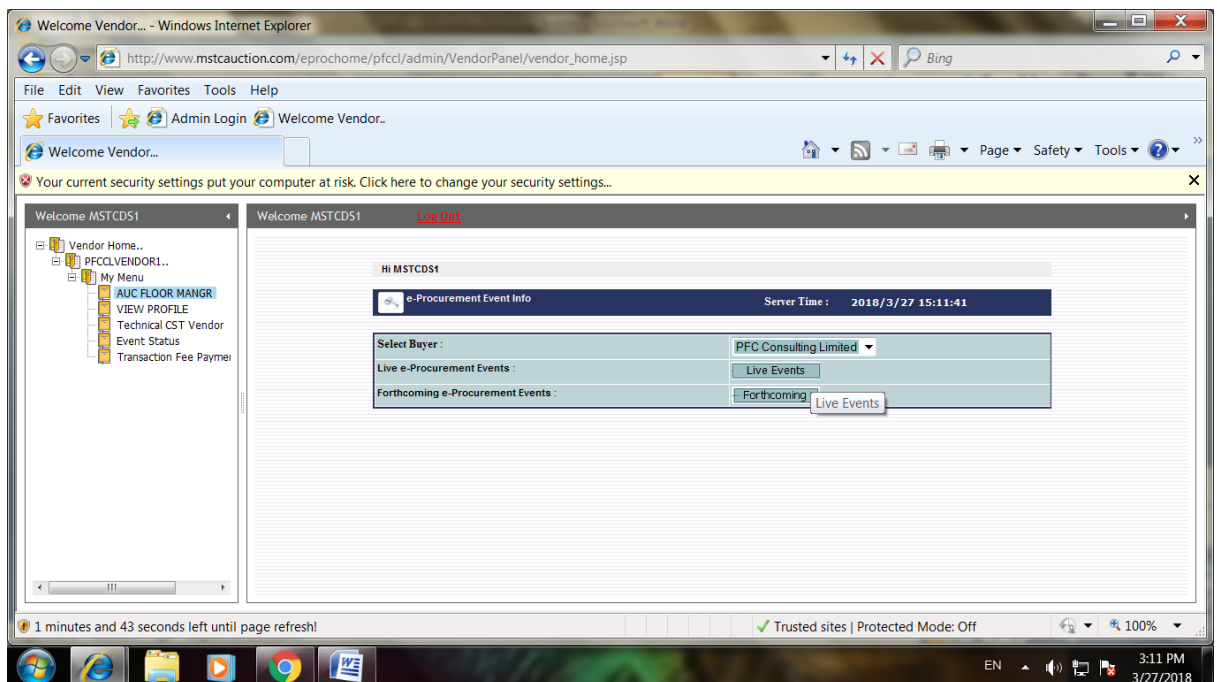 Welcome Vendor... - Windows Internet Explorer
http://www.mstcauction.com/eprochome/pfccl/admin/VendorPanel/vendor_home.jsp
Bing
File Edit View Favorites Tools Help
Favorites Admin Login Welcome Vendor..
Welcome Vendor...
Page Safety Tools
Your current security settings put your computer at risk. Click here to change your security settings...
Welcome MSTCDS1
Vendor Home..
PFCCLVENDOR1..
My Menu
AUC FLOOR MANGR
VIEW PROFILE
Technical CST Vendor
Event Status
Transaction Fee Paymer
Welcome MSTCDS1 Log Out
Hi MSTCDS1
e-Procurement Event Info Server Time : 2018/3/27 15:11:41
Select Buyer : PFC Consulting Limited
Live e-Procurement Events : Live Events
Forthcoming e-Procurement Events : Forthcoming
Live Events
1 minutes and 43 seconds left until page refresh!
Trusted sites | Protected Mode: Off
100%
EN
3:11 PM
3/27/2018